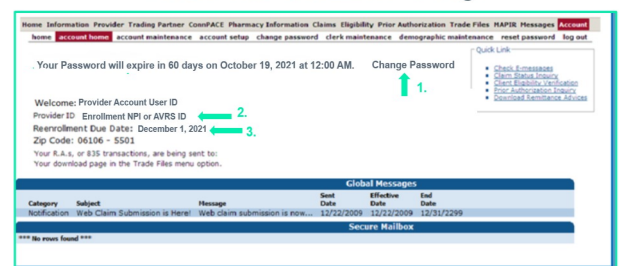 Home Information Provider Trading Partner ConnPACE Pharmacy Information Claims Eligibility Prior Authorization Trade Files MAPIR Messages Account
home account home account maintenance account setup change password clerk maintenance demographic maintenance reset password log out
Quick Link
Your Password will expire in 60 days on October 19, 2021 at 12:00 AM. Change Password
Check E-messages
Claim Status Inquiry
Client Eligibility Verification
Prior Authorization Inquiry
Download Remittance Advices
1.
Welcome: Provider Account User ID
Provider ID Enrollment NPI or AVRS ID 2.
Reenrollment Due Date: December 1, 2021 3.
Zip Code: 06106 - 5501
Your R.A.s, or 835 transactions, are being sent to:
Your download page in the Trade Files menu option.
Global Messages
Category Subject Message Sent Date Effective Date End Date
Notification Web Claim Submission is Here! Web claim submission is now... 12/22/2009 12/22/2009 12/31/2299
Secure Mailbox
*** No rows found ***